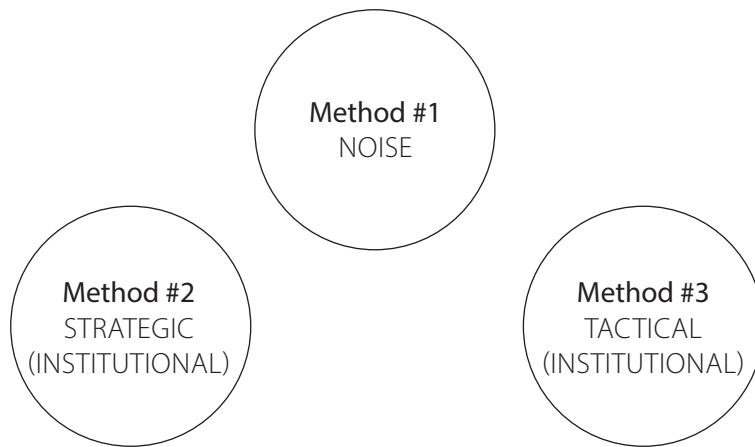 Method #1
NOISE
Method #2
STRATEGIC
(INSTITUTIONAL)
Method #3
TACTICAL
(INSTITUTIONAL)